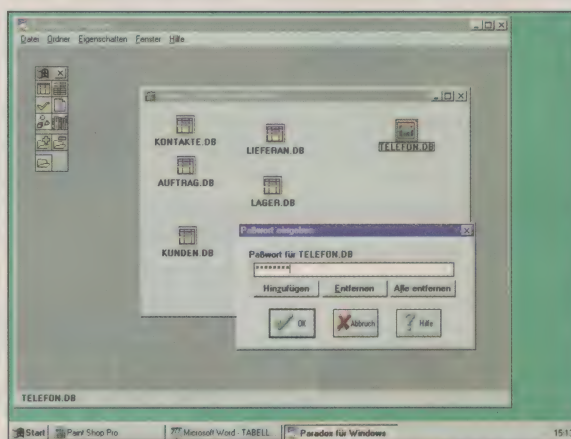 Datei Ordner Eigenschaften Fenster Hilfe
KONTAKTE.DB
LIEFERAN.DB
TELEFON.DB
AUFTRAG.DB
LAGER.DB
KUNDEN.DB
Paßwort eingeben
Paßwort für TELEFON.DB
********
Hinzufügen Entfernen Alle entfernen
OK Abbruch Hilfe
TELEFON.DB
Start Paint Shop Pro Microsoft Word - TABELL Paradox für Windows 15:1